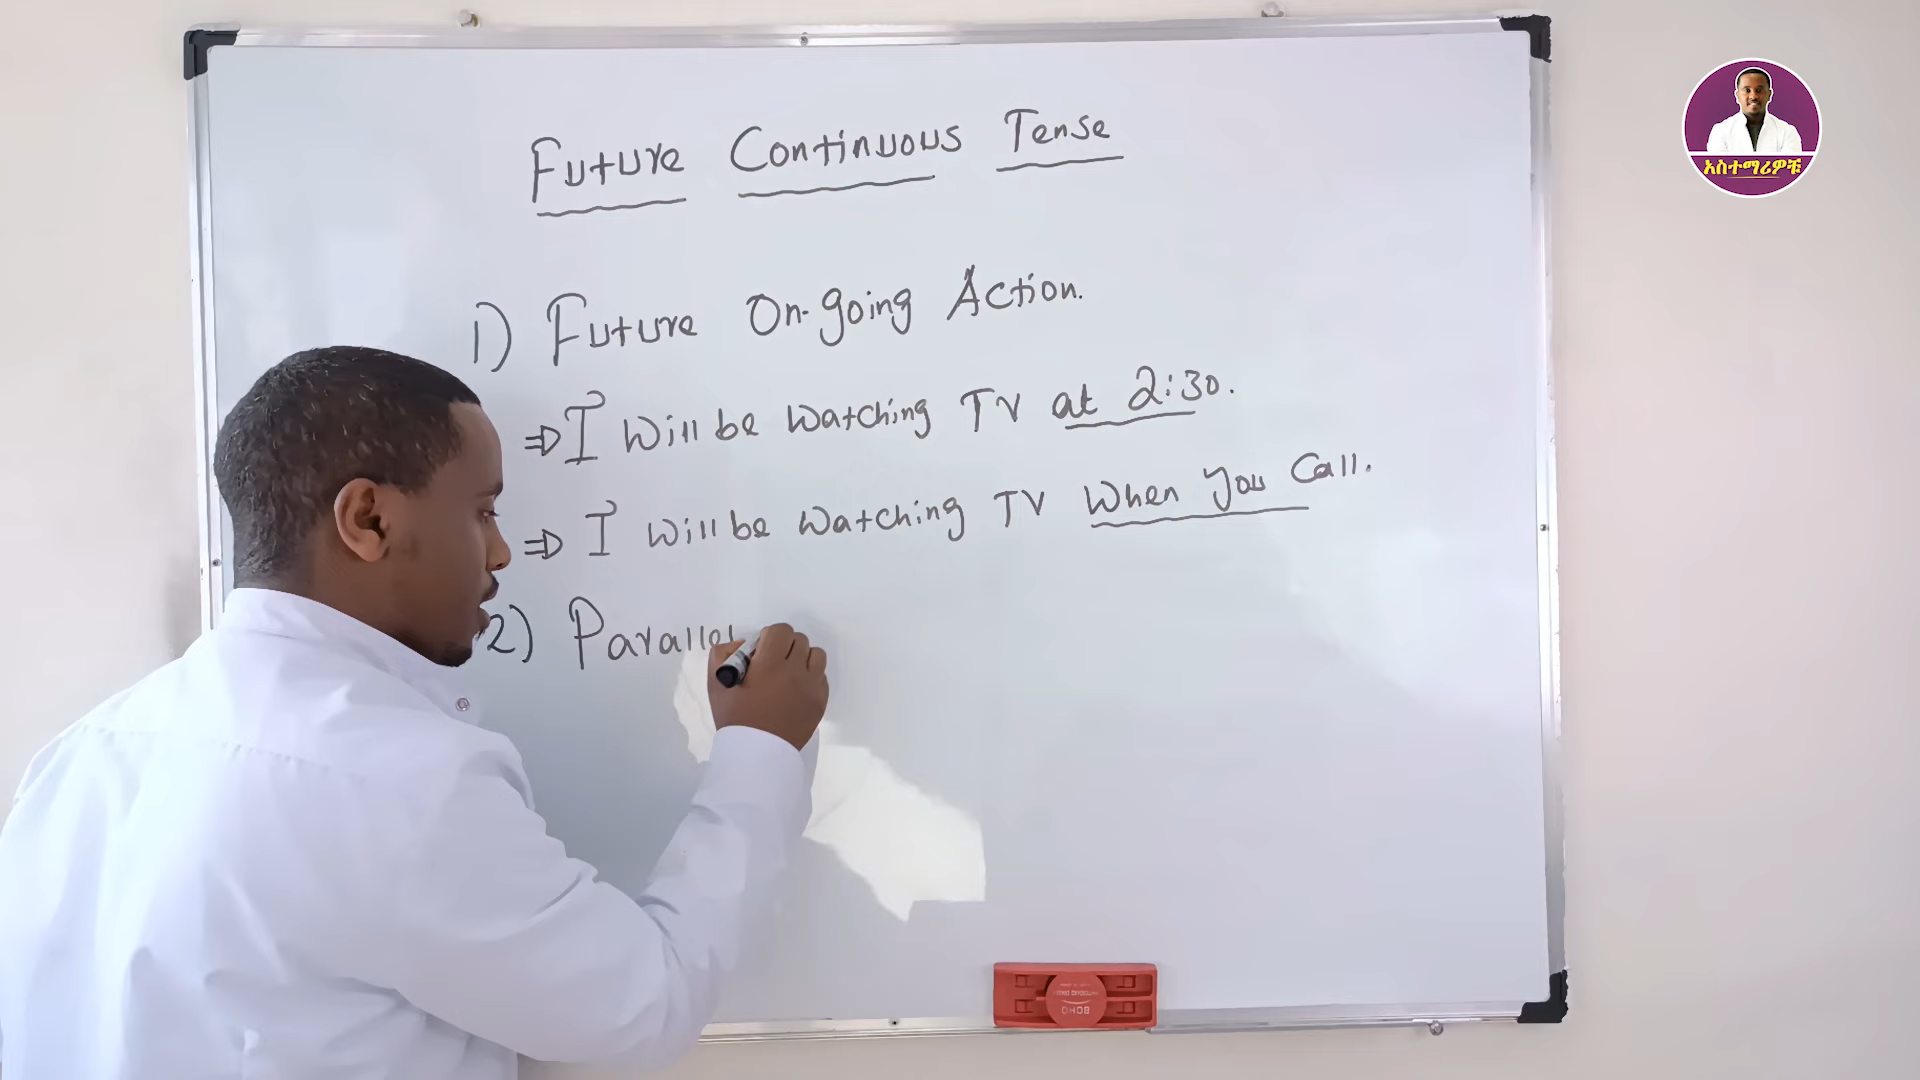 Future Continuous Tense
1) Future On-going Action.
⇒ I will be watching TV at 2:30.
⇒ I will be watching TV when you call.
2) Parallel
አስተማሪዎቹ